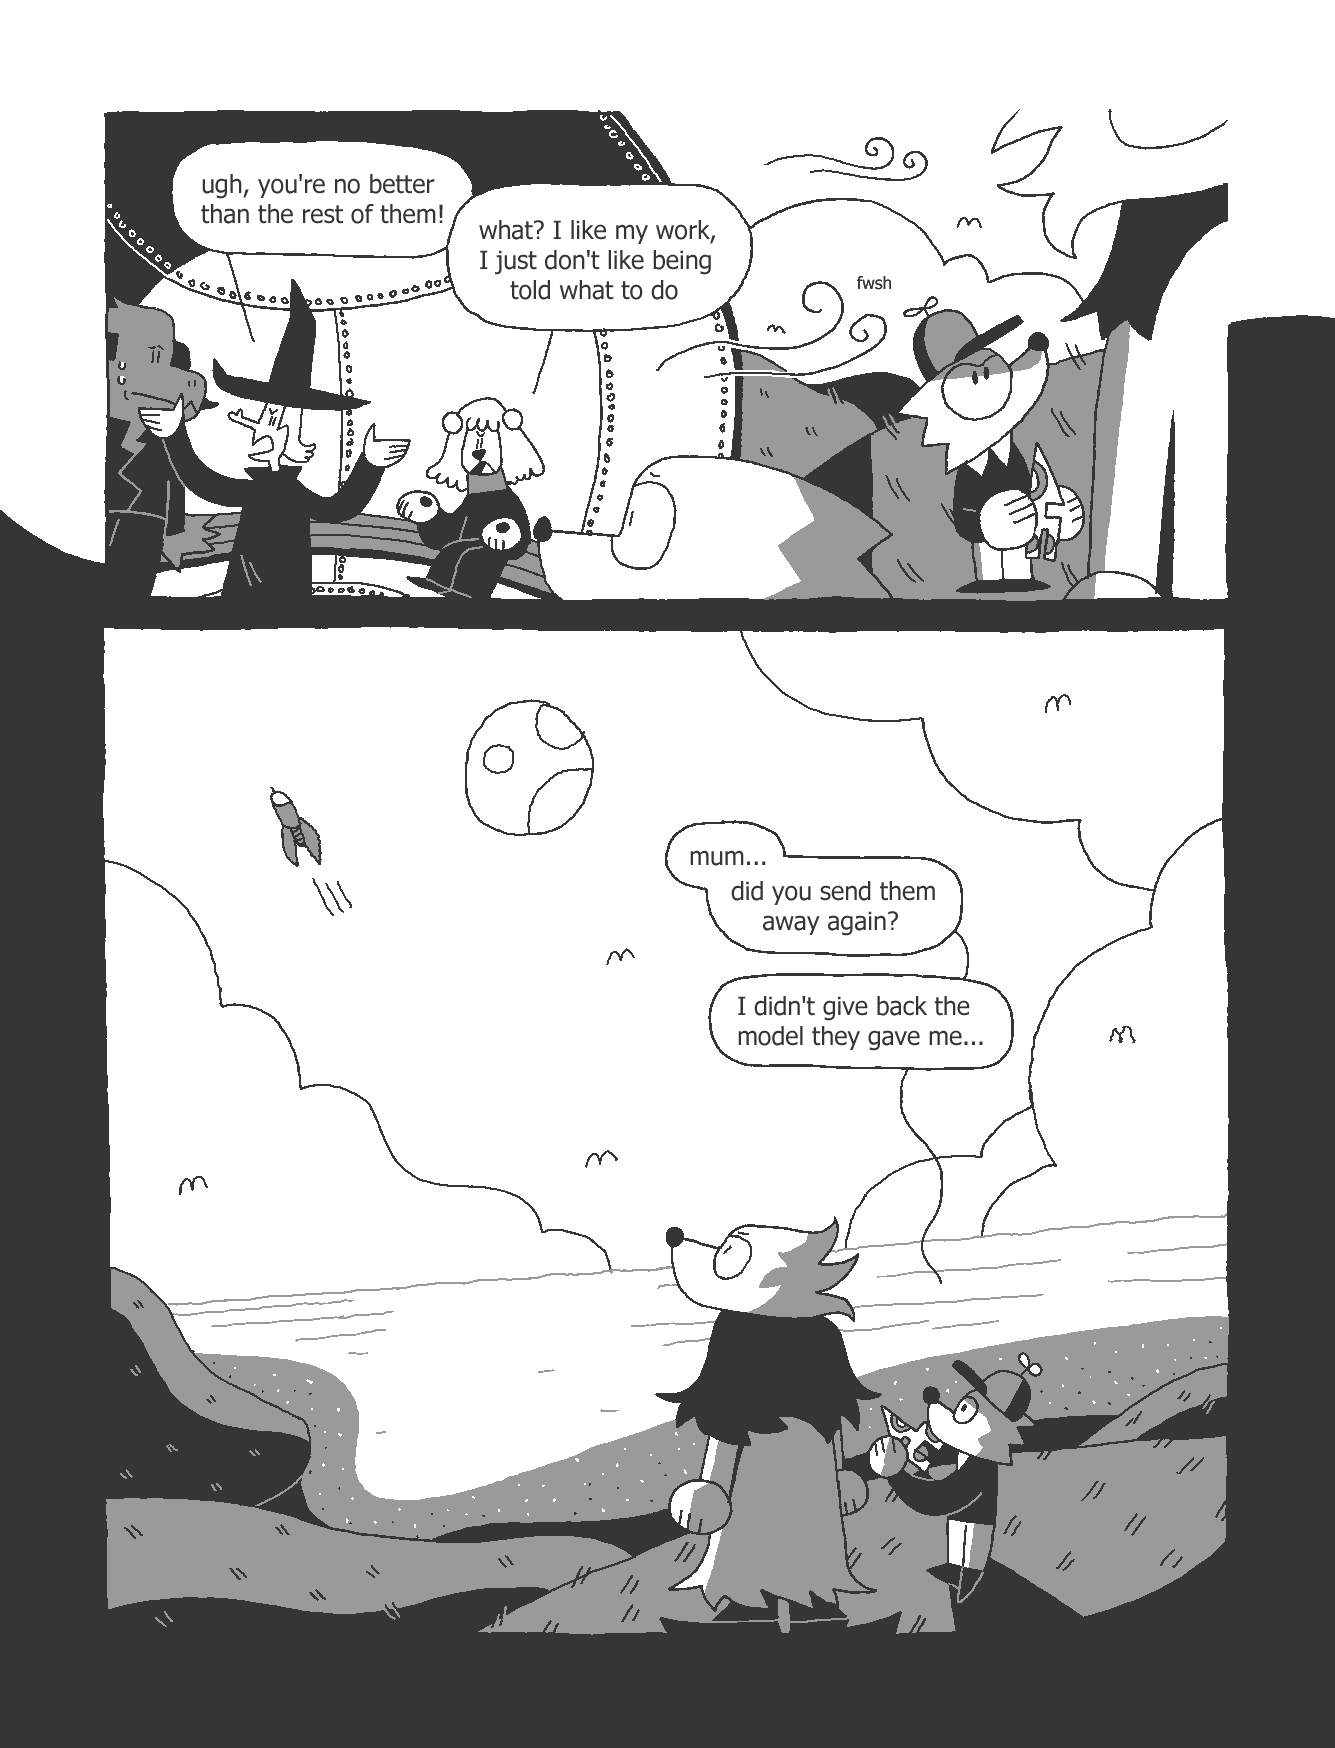 ugh, you're no better
than the rest of them!
what? I like my work,
I just don't like being
told what to do
fwsh
mum...
did you send them
away again?
I didn't give back the
model they gave me...